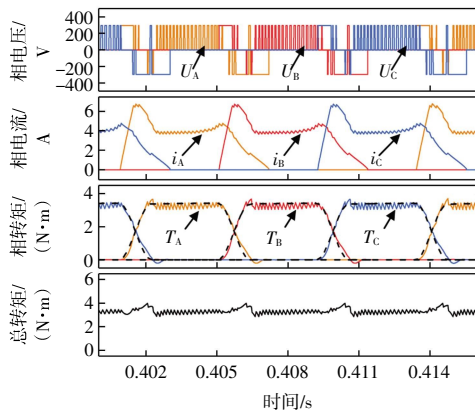 相电压/
V
400
200
0
−200
−400
U_A
U_B
U_C
相电流/
A
6
4
2
0
i_A
i_B
i_C
相转矩/
(N·m)
4
2
0
T_A
T_B
T_C
总转矩/
(N·m)
6
4
2
0
0.402
0.405
0.408
0.411
0.414
时间/s